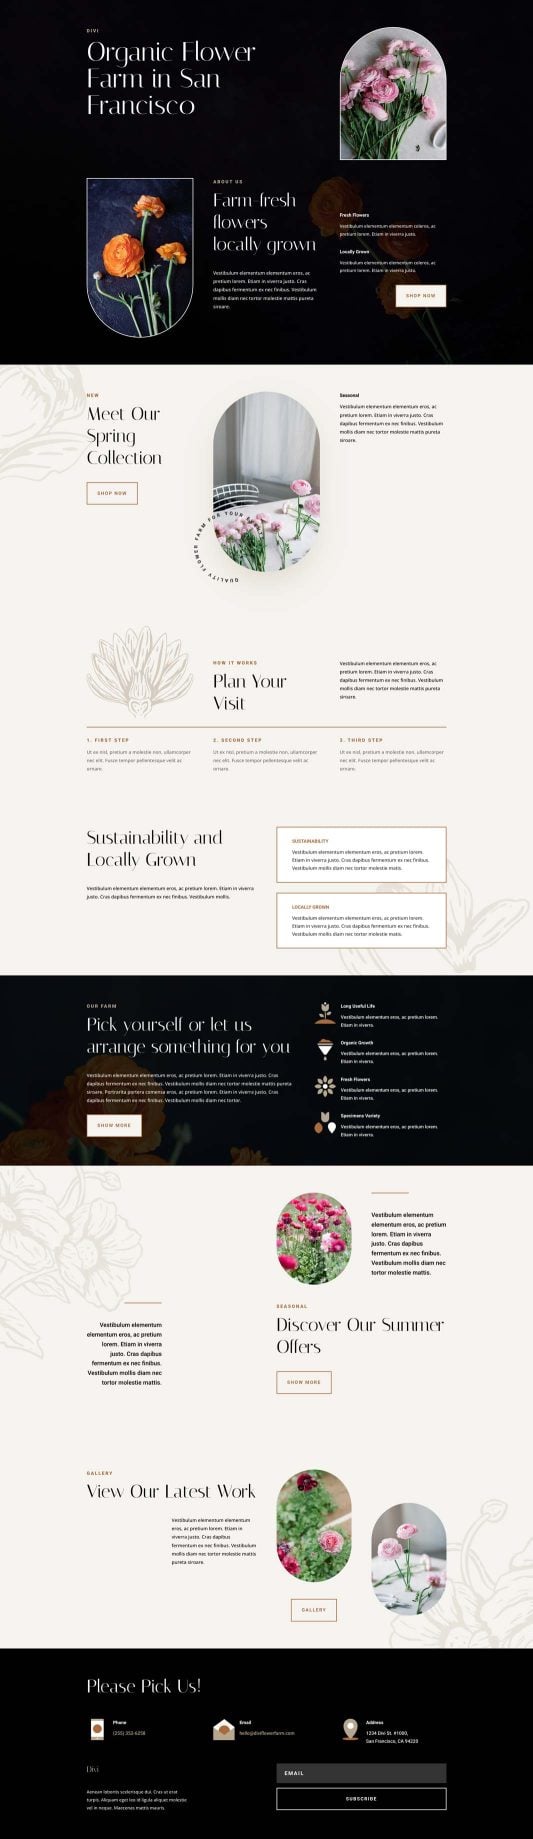 DIVI
Organic Flower
Farm in San
Francisco
ABOUT US
Farm-fresh
flowers
locally grown
Vestibulum elementum elementum eros, ac
pretium lorem. Etiam in viverra justo. Cras
dapibus fermentum ex nec finibus. Vestibulum
mollis diam nec tortor molestie mattis pureta
siroare.
Fresh Flowers
Vestibulum elementum elementum coleros, ac
pretium lorem. Etiam in viverra justo.
Locally Grown
Vestibulum elementum elementum coleros, ac
pretium lorem. Etiam in viverra justo.
SHOP NOW
NEW
Meet Our
Spring
Collection
SHOP NOW
QUALITY FLOWER FARM FOR YOUR
Seasonal
Vestibulum elementum elementum eros, ac
pretium lorem. Etiam in viverra justo. Cras
dapibus fermentum ex nec finibus. Vestibulum
mollis diam nec tortor molestie mattis pureta
siroare.
HOW IT WORKS
Plan Your
Visit
Vestibulum elementum elementum eros, ac
pretium lorem. Etiam in viverra justo. Cras
dapibus fermentum ex nec finibus. Vestibulum
mollis diam nec tortor molestie mattis pureta
siroare.
1. FIRST STEP
Ut ex nisl, pretium a molestie non, ullamcorper
nec elit. Fusce tempor pellentesque velit ac
ornare.
2. SECOND STEP
Ut ex nisl, pretium a molestie non, ullamcorper
nec elit. Fusce tempor pellentesque velit ac
ornare.
3. THIRD STEP
Ut ex nisl, pretium a molestie non, ullamcorper
nec elit. Fusce tempor pellentesque velit ac
ornare.
Sustainability and
Locally Grown
Vestibulum elementum elementum eros, ac pretium lorem. Etiam in viverra
justo. Cras dapibus fermentum ex nec finibus. Vestibulum mollis.
SUSTAINABILITY
Vestibulum elementum elementum eros, ac pretium lorem.
Etiam in viverra justo. Cras dapibus fermentum ex nec finibus.
Vestibulum mollis diam nec tortor molestie mattis.
LOCALLY GROWN
Vestibulum elementum elementum eros, ac pretium lorem.
Etiam in viverra justo. Cras dapibus fermentum ex nec finibus.
Vestibulum mollis diam nec tortor molestie matis.
OUR FARM
Pick yourself or let us
arrange something for you
Vestibulum elementum elementum eros, ac pretium lorem. Etiam in viverra justo. Cras
dapibus fermentum ex nec finibus. Vestibulum mollis diam nec tortor molestie mattis pureta
siroare. Portrarita portera comensa eros, ac pretium lorem. Etiam in viverra justo. Cras
dapibus fermentum ex nec finibus. Vestibulum mollis diam nec tortor.
SHOW MORE
Long Useful Life
Vestibulum elementum eros, ac pretium lorem.
Etiam in viverra.
Organic Growth
Vestibulum elementum eros, ac pretium lorem.
Etiam in viverra.
Fresh Flowers
Vestibulum elementum eros, ac pretium lorem.
Etiam in viverra.
Specimens Variety
Vestibulum elementum eros, ac pretium lorem.
Etiam in viverra.
Vestibulum elementum
elementum eros, ac pretium
lorem. Etiam in viverra
justo. Cras dapibus
fermentum ex nec finibus.
Vestibulum mollis diam nec
tortor molestie mattis.
Vestibulum elementum
elementum eros, ac pretium
lorem. Etiam in viverra
justo. Cras dapibus
fermentum ex nec finibus.
Vestibulum mollis diam nec
tortor molestie mattis.
SEASONAL
Discover Our Summer
Offers
SHOW MORE
GALLERY
View Our Latest Work
Vestibulum elementum elementum
eros, ac pretium lorem. Etiam in
viverra justo. Cras dapibus
fermentum ex nec finibus. Vestibulum
mollis diam nec tortor molestie mattis
pureta siroare.
GALLERY
Please Pick Us!
Phone
(255) 352-6258
Email
hello@diviflowerfarm.com
Address
1234 Divi St. #1000,
San Francisco, CA 94220
Divi
Aenean lobortis scelerisque dui. Cras ut erat
turpis. Aliquam eget leo id ligula aliquet molestie
vel in neque. Maecenas mattis mauris.
EMAIL
SUBSCRIBE